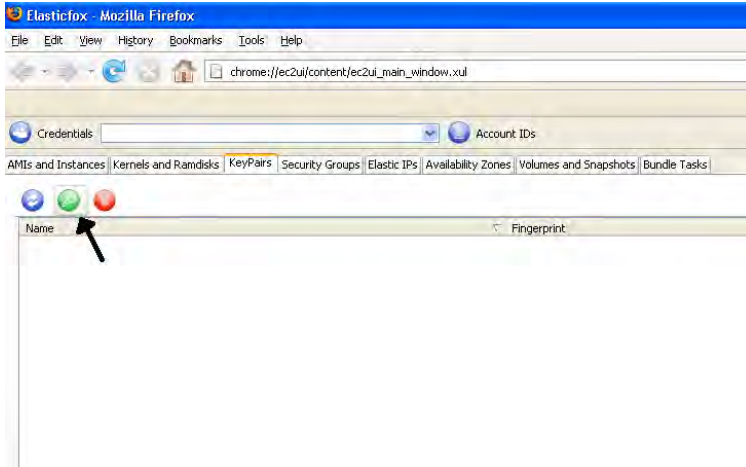 Elasticfox - Mozilla Firefox
File Edit View History Bookmarks Tools Help
chrome://ec2ui/content/ec2ui_main_window.xul
Credentials Account IDs
AMIs and Instances Kernels and Ramdisks KeyPairs Security Groups Elastic IPs Availability Zones Volumes and Snapshots Bundle Tasks
Name Fingerprint